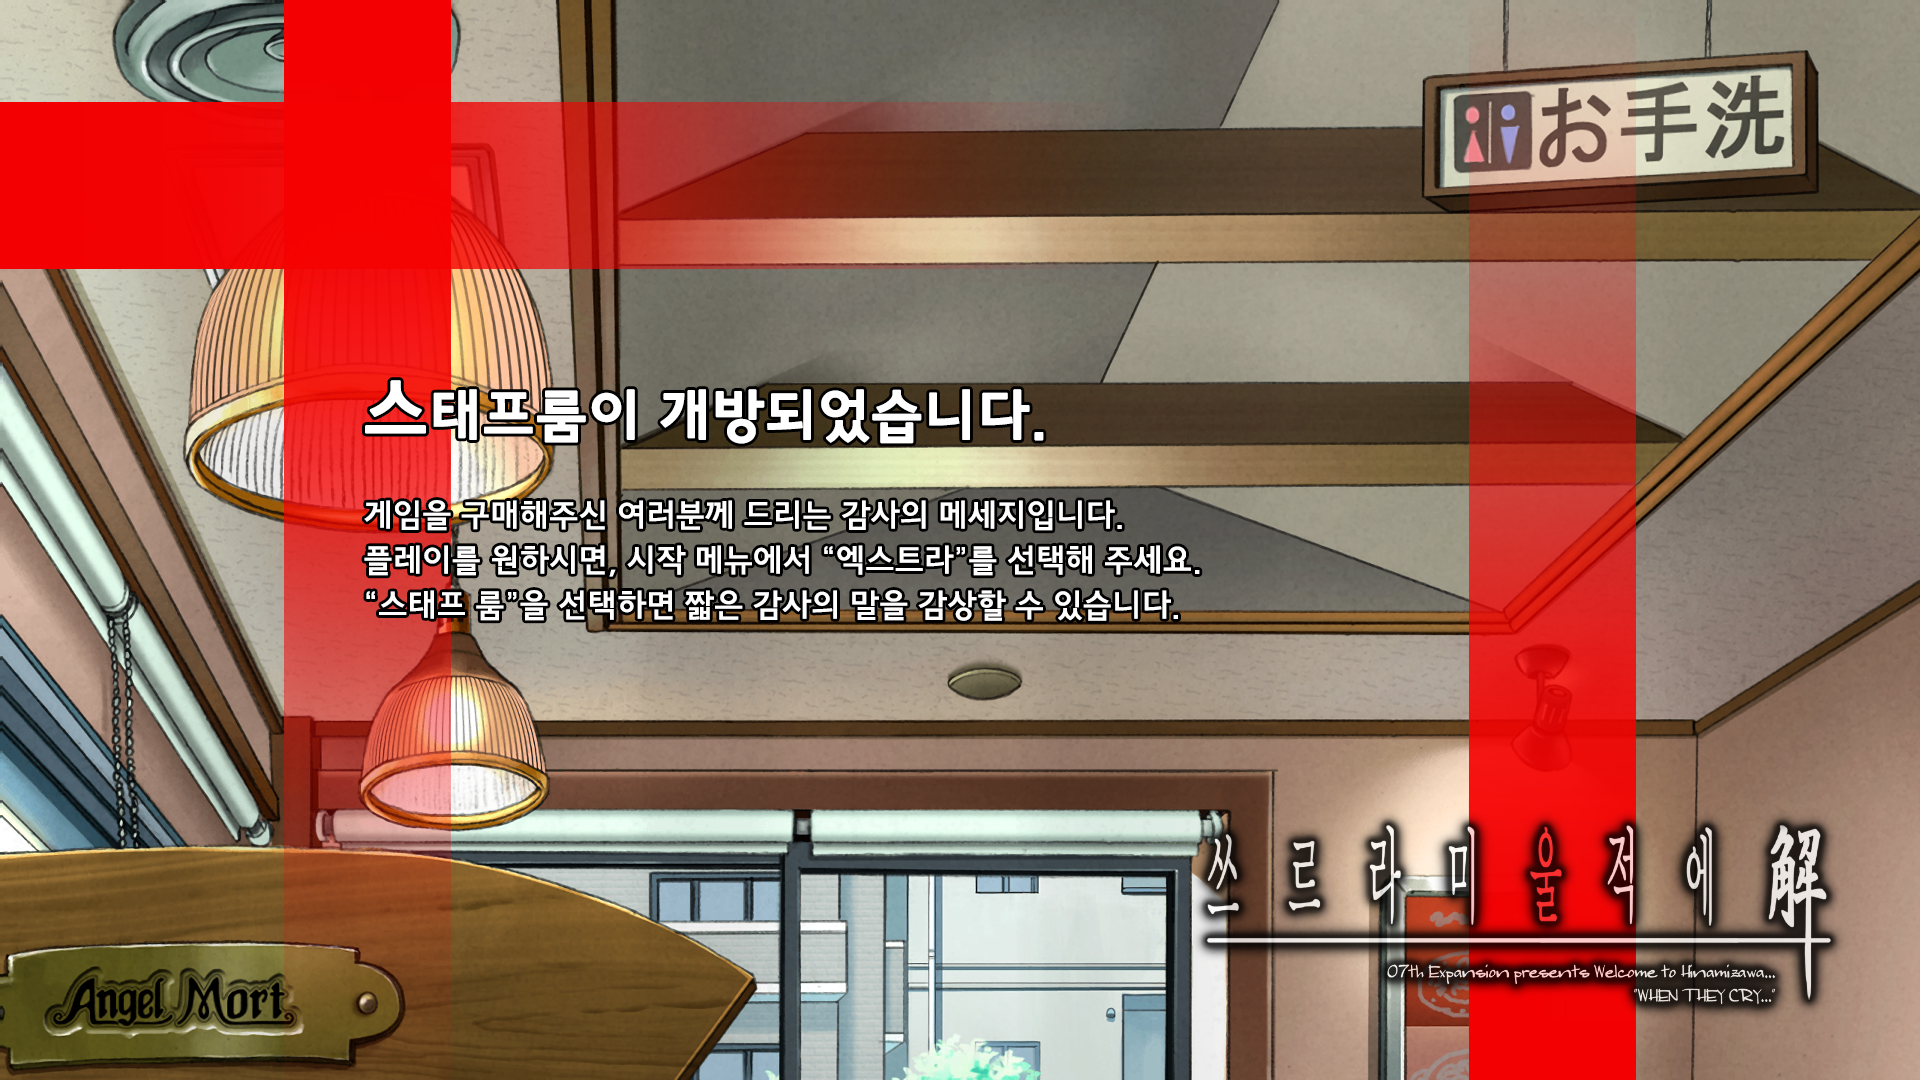 お手洗
스태프룸이 개방되었습니다.
게임을 구매해주신 여러분께 드리는 감사의 메세지입니다.
플레이를 원하시면, 시작 메뉴에서 “엑스트라”를 선택해 주세요.
“스태프 룸”을 선택하면 짧은 감사의 말을 감상할 수 있습니다.
쓰르라미 울 적에 解
07th Expansion presents Welcome to Hinamizawa...
"WHEN THEY CRY..."
Angel Mort